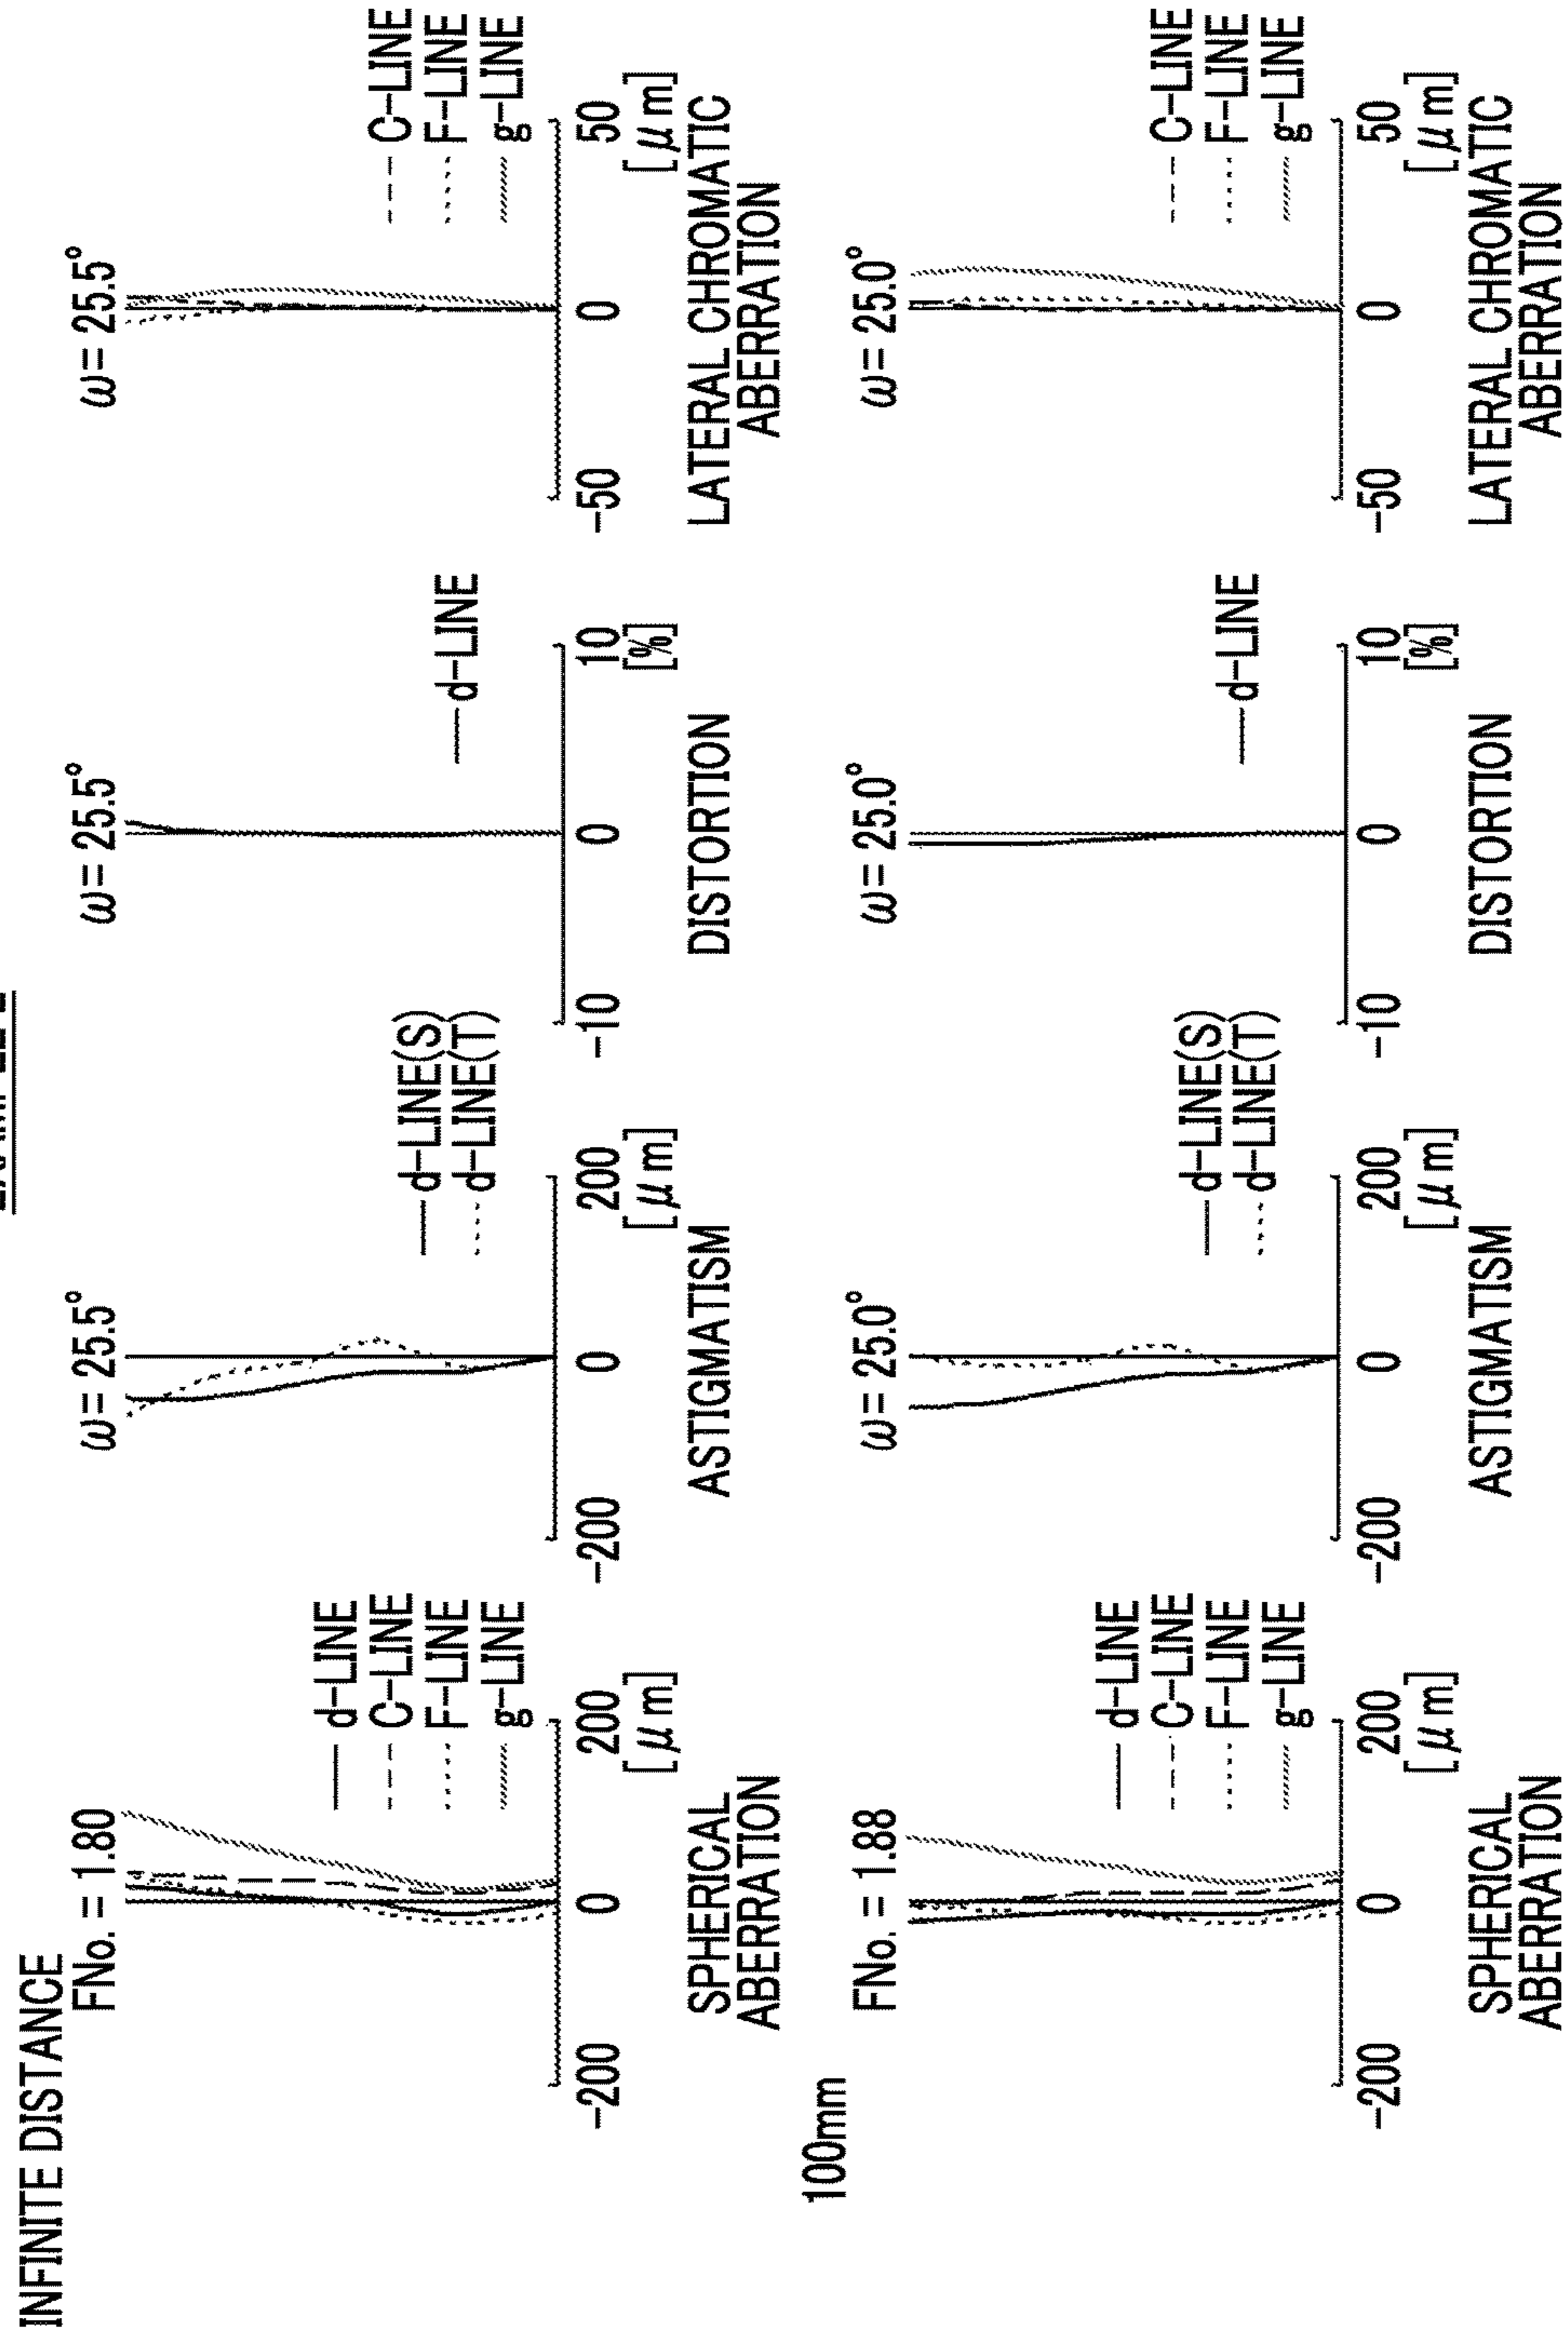 INFINITE DISTANCE
FNo. = 1.80
d-LINE
C-LINE
F-LINE
g-LINE
-200
0
200
[μm]
SPHERICAL
ABERRATION
ω= 25.5°
d-LINE(S)
d-LINE(T)
-200
0
200
[μm]
ASTIGMATISM
ω= 25.5°
d-LINE
-10
0
10
[%]
DISTORTION
ω= 25.5°
C-LINE
F-LINE
g-LINE
-50
0
50
[μm]
LATERAL CHROMATIC
ABERRATION
100mm
FNo. = 1.88
d-LINE
C-LINE
F-LINE
g-LINE
-200
0
200
[μm]
SPHERICAL
ABERRATION
ω= 25.0°
d-LINE(S)
d-LINE(T)
-200
0
200
[μm]
ASTIGMATISM
ω= 25.0°
d-LINE
-10
0
10
[%]
DISTORTION
ω= 25.0°
C-LINE
F-LINE
g-LINE
-50
0
50
[μm]
LATERAL CHROMATIC
ABERRATION